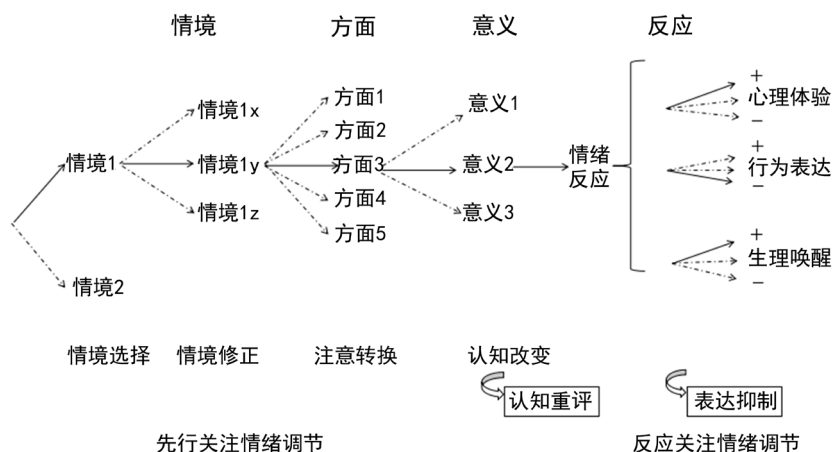 情境 方面 意义 反应
情境1
情境2
情境1x
情境1y
情境1z
方面1
方面2
方面3
方面4
方面5
意义1
意义2
意义3
情绪
反应
+
心理体验
−
+
行为表达
−
+
生理唤醒
−
情境选择 情境修正 注意转换 认知改变
认知重评 表达抑制
先行关注情绪调节 反应关注情绪调节